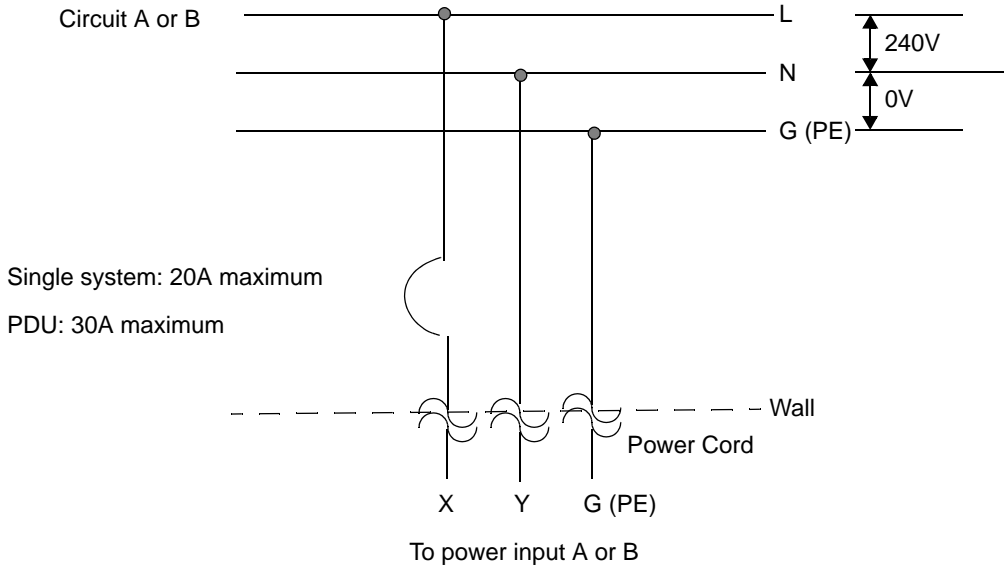 Circuit A or B
L
240V
N
0V
G (PE)
Single system: 20A maximum
PDU: 30A maximum
Wall
Power Cord
X
Y
G (PE)
To power input A or B